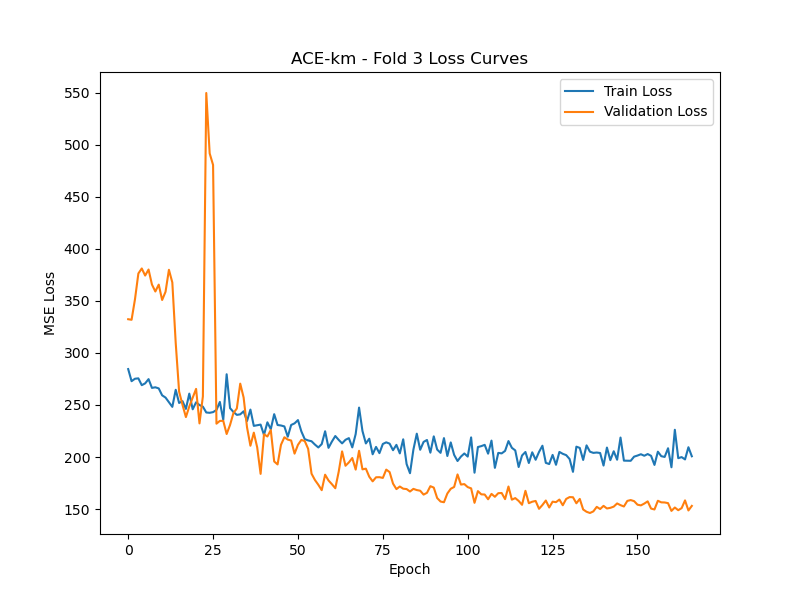 ACE-km - Fold 3 Loss Curves
Train Loss
Validation Loss
550
500
450
400
350
300
250
200
150
MSE Loss
0 25 50 75 100 125 150
Epoch